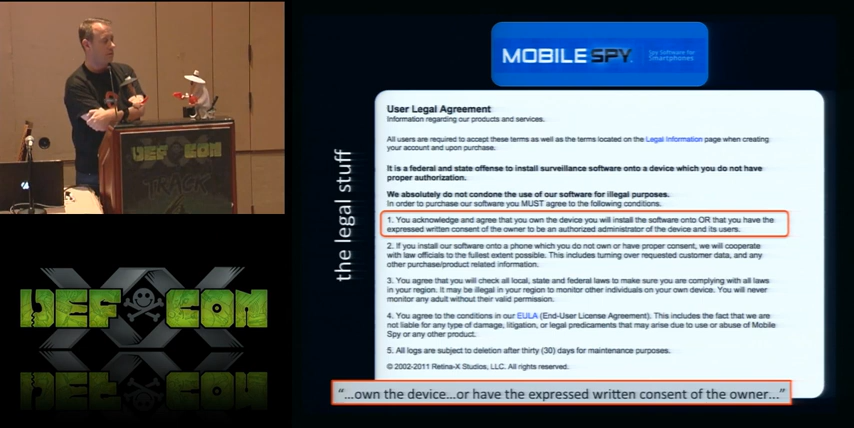 DEF CON
TRACK
DEF CON
MOBILE SPY
Spy Software for
Smartphones
the legal stuff
User Legal Agreement
Information regarding our products and services.
All users are required to accept these terms as well as the terms located on the Legal Information page when creating
your account and upon purchase.
It is a federal and state offense to install surveillance software onto a device which you do not have
proper authorization.
We absolutely do not condone the use of our software for illegal purposes.
In order to purchase our software you MUST agree to the following conditions.
1. You acknowledge and agree that you own the device you will install the software onto OR that you have the
expressed written consent of the owner to be an authorized administrator of the device and its users.
2. If you install our software onto a phone which you do not own or have proper consent, we will cooperate
with law officials to the fullest extent possible. This includes turning over requested customer data, and any
other purchase/product related information.
3. You agree that you will check all local, state and federal laws to make sure you are complying with all laws
in your region. It may be illegal in your region to monitor other individuals on your own device. You will never
monitor any adult without their valid permission.
4. You agree to the conditions in our EULA (End-User License Agreement). This includes the fact that we are
not liable for any type of damage, litigation, or legal predicaments that may arise due to use or abuse of Mobile
Spy or any other product.
5. All logs are subject to deletion after thirty (30) days for maintenance purposes.
© 2002-2011 Retina-X Studios, LLC. All rights reserved.
“...own the device...or have the expressed written consent of the owner...”